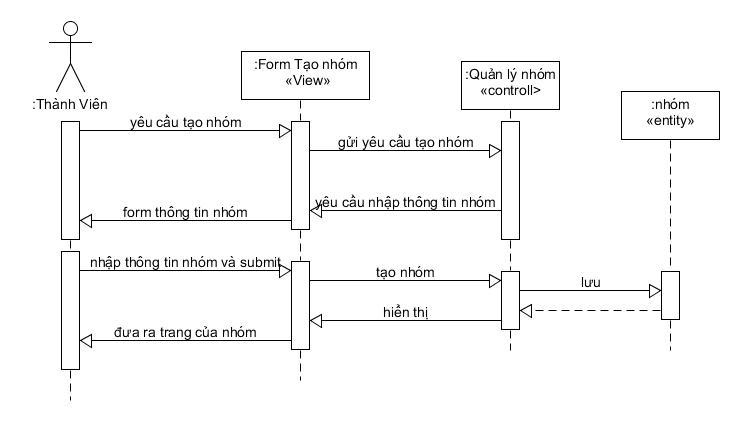 :Thành Viên
:Form Tạo nhóm
«View»
:Quản lý nhóm
«controll>
:nhóm
«entity»
yêu cầu tạo nhóm
gửi yêu cầu tạo nhóm
yêu cầu nhập thông tin nhóm
form thông tin nhóm
nhập thông tin nhóm và submit
tạo nhóm
lưu
hiển thị
đưa ra trang của nhóm